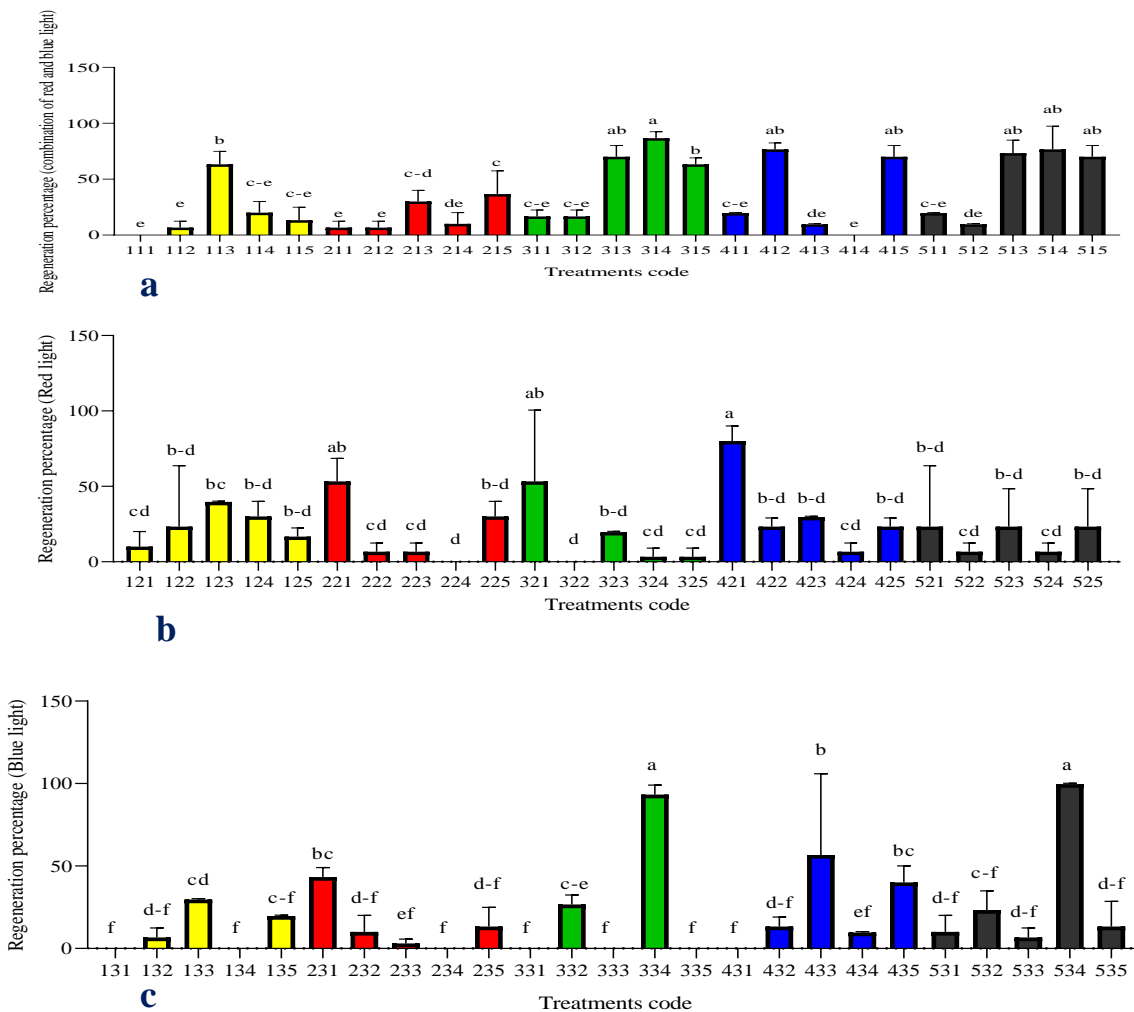 Regeneration percentage (combination of red and blue light)
150
100
50
0
e e b c-e c-e e e c-d de c c-e c-e ab a b c-e ab de e ab c-e de ab ab ab
111 112 113 114 115 211 212 213 214 215 311 312 313 314 315 411 412 413 414 415 511 512 513 514 515
Treatments code
a
Regeneration percentage (Red light)
150
100
50
0
cd b-d bc b-d b-d ab cd cd d b-d ab d b-d cd cd a b-d b-d cd b-d b-d cd b-d cd b-d
121 122 123 124 125 221 222 223 224 225 321 322 323 324 325 421 422 423 424 425 521 522 523 524 525
Treatments code
b
Regeneration percentage (Blue light)
150
100
50
0
f d-f cd f c-f bc d-f ef f d-f f c-e f a f f d-f b ef bc d-f c-f d-f a d-f
131 132 133 134 135 231 232 233 234 235 331 332 333 334 335 431 432 433 434 435 531 532 533 534 535
Treatments code
c